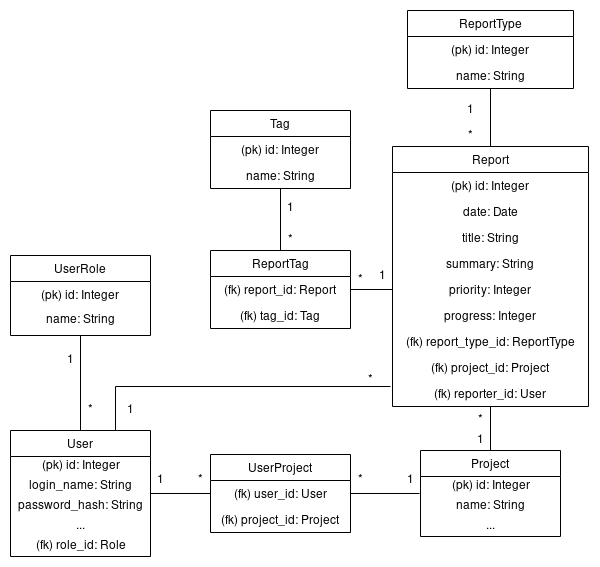 ReportType
(pk) id: Integer
name: String
1
*
Tag
(pk) id: Integer
name: String
1
*
Report
(pk) id: Integer
date: Date
title: String
summary: String
priority: Integer
progress: Integer
(fk) report_type_id: ReportType
(fk) project_id: Project
(fk) reporter_id: User
ReportTag
(fk) report_id: Report
(fk) tag_id: Tag
*
1
UserRole
(pk) id: Integer
name: String
1
*
1
*
User
(pk) id: Integer
login_name: String
password_hash: String
...
(fk) role_id: Role
1
*
UserProject
(fk) user_id: User
(fk) project_id: Project
*
1
*
1
Project
(pk) id: Integer
name: String
...